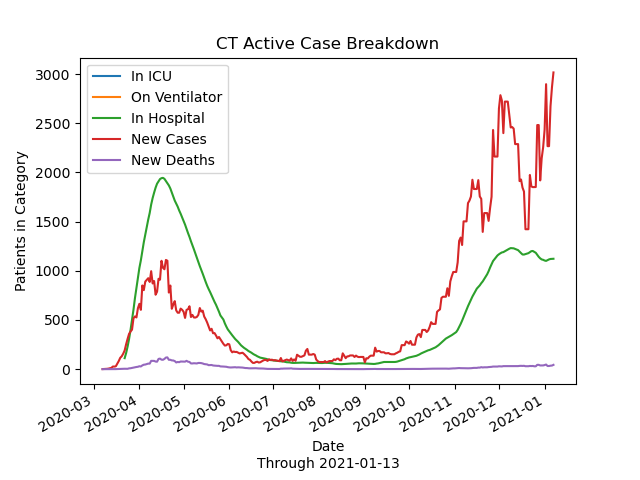 CT Active Case Breakdown
In ICU
On Ventilator
In Hospital
New Cases
New Deaths
Patients in Category
3000
2500
2000
1500
1000
500
0
2020-03
2020-04
2020-05
2020-06
2020-07
2020-08
2020-09
2020-10
2020-11
2020-12
2021-01
Date
Through 2021-01-13